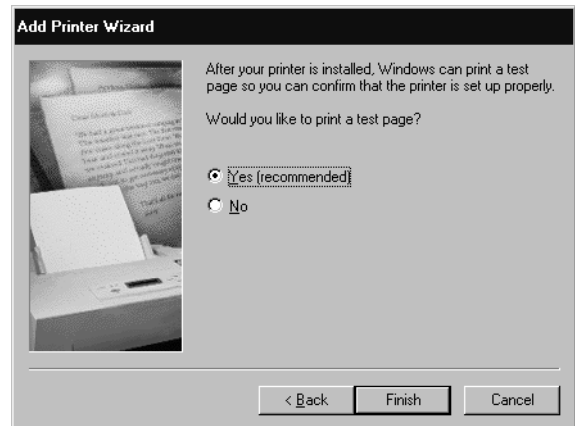 Add Printer Wizard
After your printer is installed, Windows can print a test
page so you can confirm that the printer is set up properly.
Would you like to print a test page?
Yes (recommended)
No
< Back
Finish
Cancel